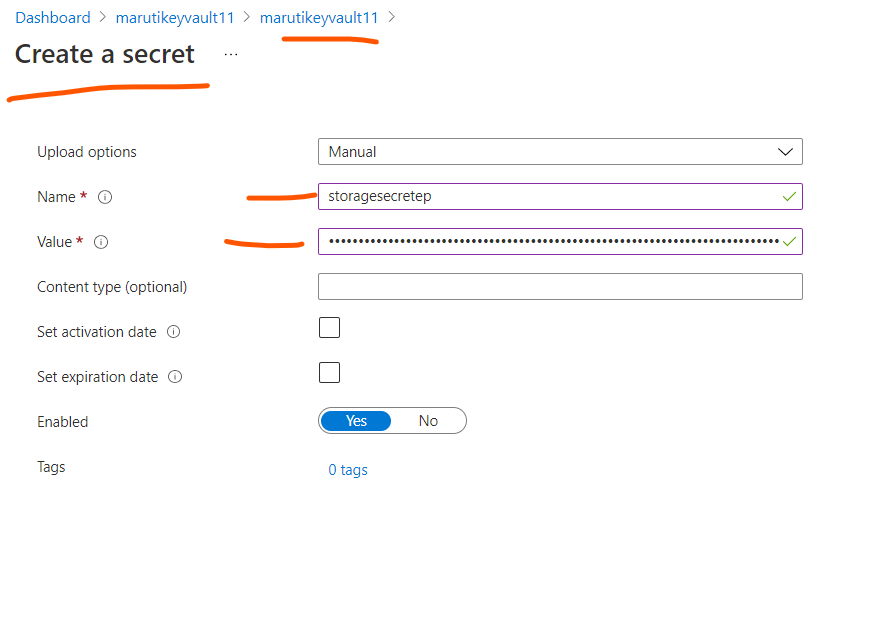 Dashboard > marutikeyvault11 > marutikeyvault11 >
Create a secret ...
Upload options Manual
Name * storagesecretep
Value * ••••••••••••••••••••••••••••••••••••••••••••••••••••••••••••••••••••••••••••
Content type (optional)
Set activation date
Set expiration date
Enabled Yes No
Tags 0 tags